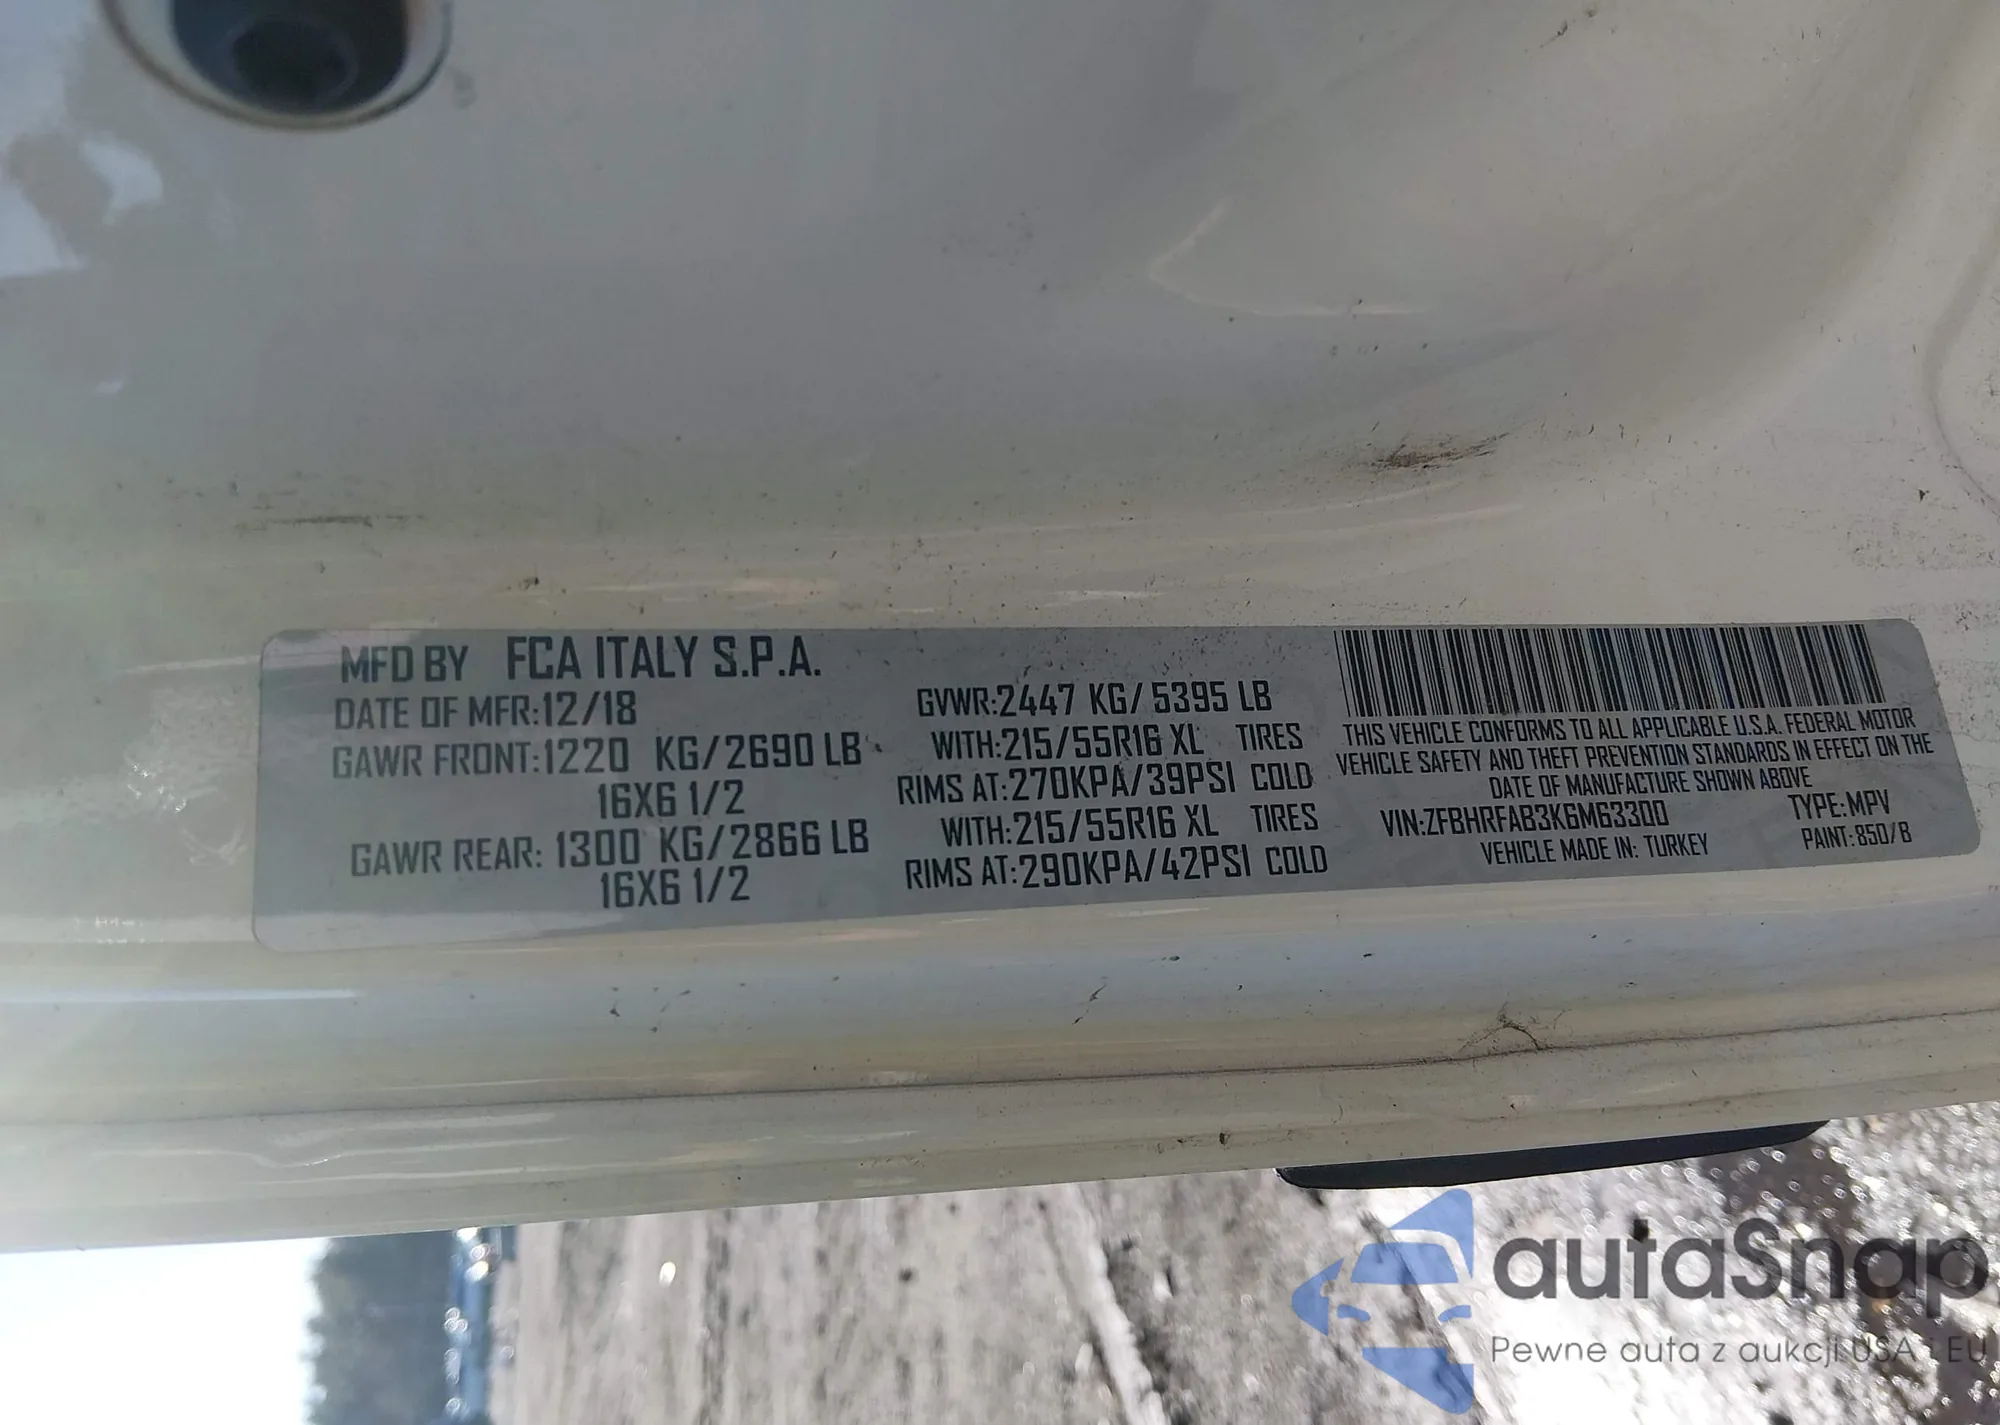 MFD BY FCA ITALY S.P.A.
DATE OF MFR:12/18
GAWR FRONT:1220 KG/2690 LB
16X6 1/2
GAWR REAR: 1300 KG/2866 LB
16X6 1/2
GVWR:2447 KG/5395 LB
WITH:215/55R16 XL TIRES
RIMS AT:270KPA/39PSI COLD
WITH:215/55R16 XL TIRES
RIMS AT:290KPA/42PSI COLD
THIS VEHICLE CONFORMS TO ALL APPLICABLE U.S.A. FEDERAL MOTOR
VEHICLE SAFETY AND THEFT PREVENTION STANDARDS IN EFFECT ON THE
DATE OF MANUFACTURE SHOWN ABOVE
VIN:ZFBHRFAB3K6M63300 TYPE:MPV
VEHICLE MADE IN: TURKEY PAINT:850/B
autaSnap
Pewne auta z aukcji USA i EU